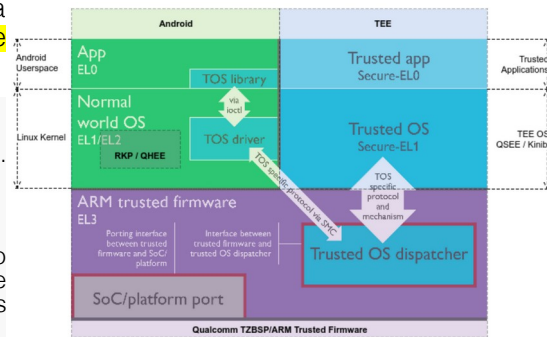 a
e
.
o
e
s
Android
TEE
Android
Userspace
App
EL0
TOS library
Trusted app
Secure-EL0
Trusted
Applications
Linux Kernel
Normal
world OS
EL1/EL2
RKP / QHEE
via
ioctl
TOS driver
Trusted OS
Secure-EL1
TEE OS
QSEE / Kinibi
TOS specific protocol via SMC
TOS
specific
protocol
and
mechanism
ARM trusted firmware
EL3
Porting interface
between trusted
firmware and SoC/
platform
Interface between
trusted firmware and
trusted OS dispatcher
Trusted OS dispatcher
SoC/platform port
Qualcomm TZBSP/ARM Trusted Firmware